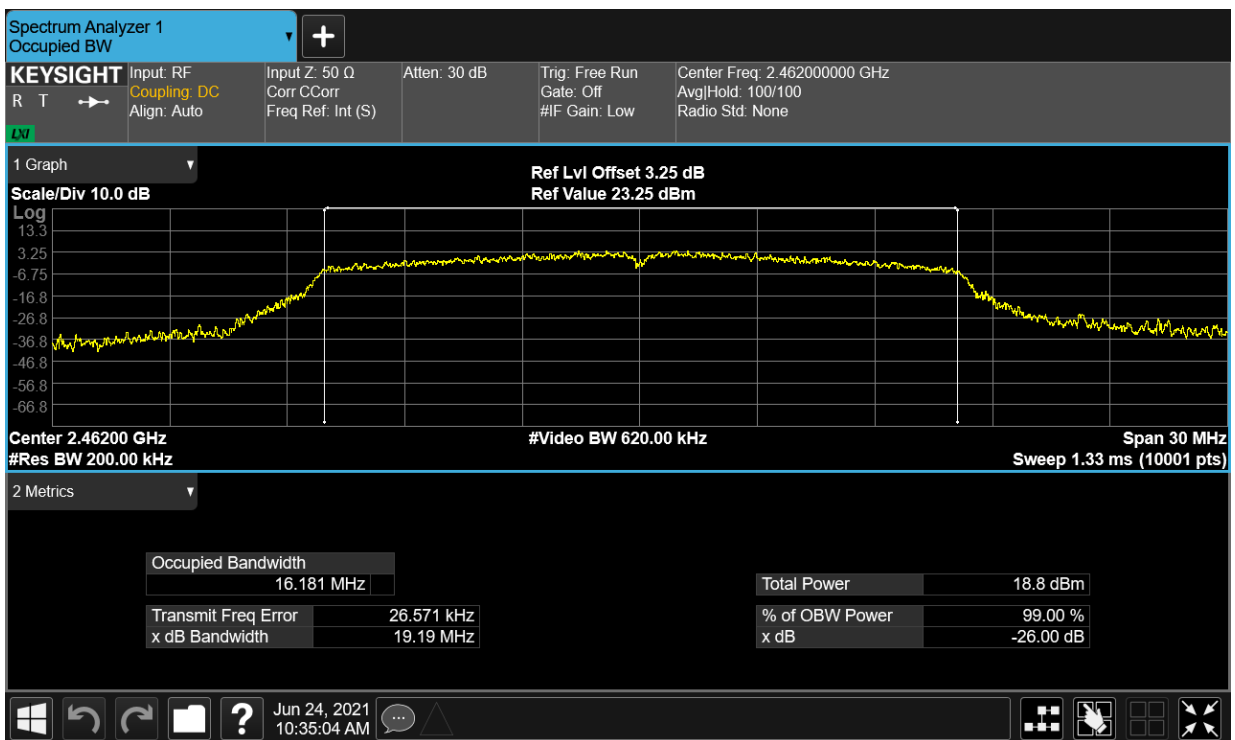 Spectrum Analyzer 1
Occupied BW
KEYSIGHT
R T
LXI
Input: RF
Coupling: DC
Align: Auto
Input Z: 50 Ω
Corr CCorr
Freq Ref: Int (S)
Atten: 30 dB
Trig: Free Run
Gate: Off
#IF Gain: Low
Center Freq: 2.462000000 GHz
Avg|Hold: 100/100
Radio Std: None
1 Graph
Scale/Div 10.0 dB
Ref Lvl Offset 3.25 dB
Ref Value 23.25 dBm
Log
13.3
3.25
-6.75
-16.8
-26.8
-36.8
-46.8
-56.8
-66.8
Center 2.46200 GHz
#Video BW 620.00 kHz
Span 30 MHz
#Res BW 200.00 kHz
Sweep 1.33 ms (10001 pts)
2 Metrics
Occupied Bandwidth
16.181 MHz
Total Power 18.8 dBm
Transmit Freq Error 26.571 kHz
% of OBW Power 99.00 %
x dB Bandwidth 19.19 MHz
x dB -26.00 dB
?
Jun 24, 2021
10:35:04 AM